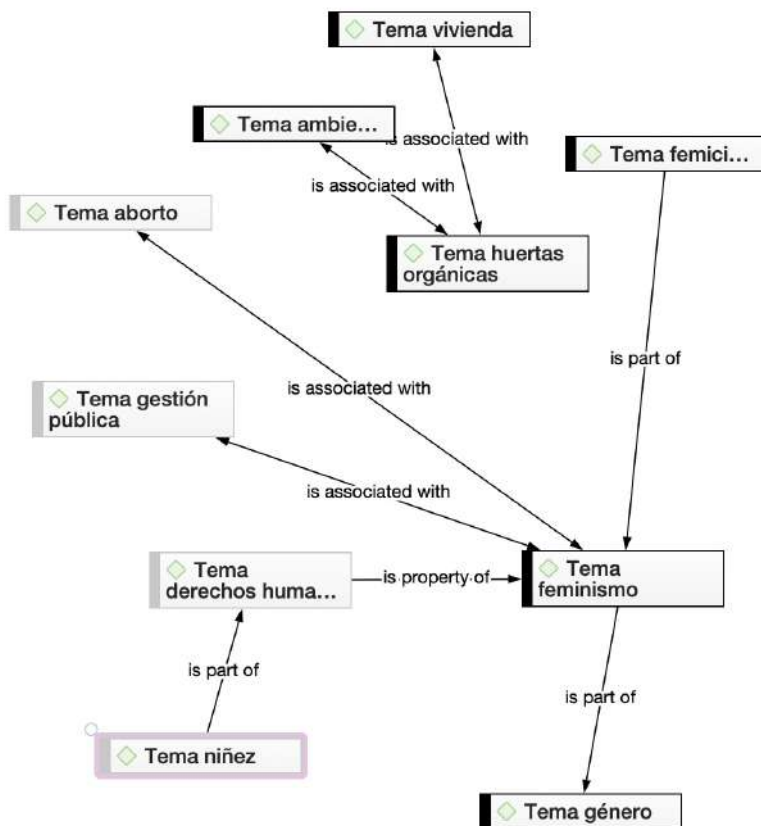 Tema vivienda
Tema ambie...
is associated with
Tema femici...
is associated with
Tema aborto
Tema huertas
orgánicas
is part of
is associated with
Tema gestión
pública
is associated with
Tema
derechos huma...
is property of
Tema
feminismo
is part of
is part of
Tema niñez
Tema género